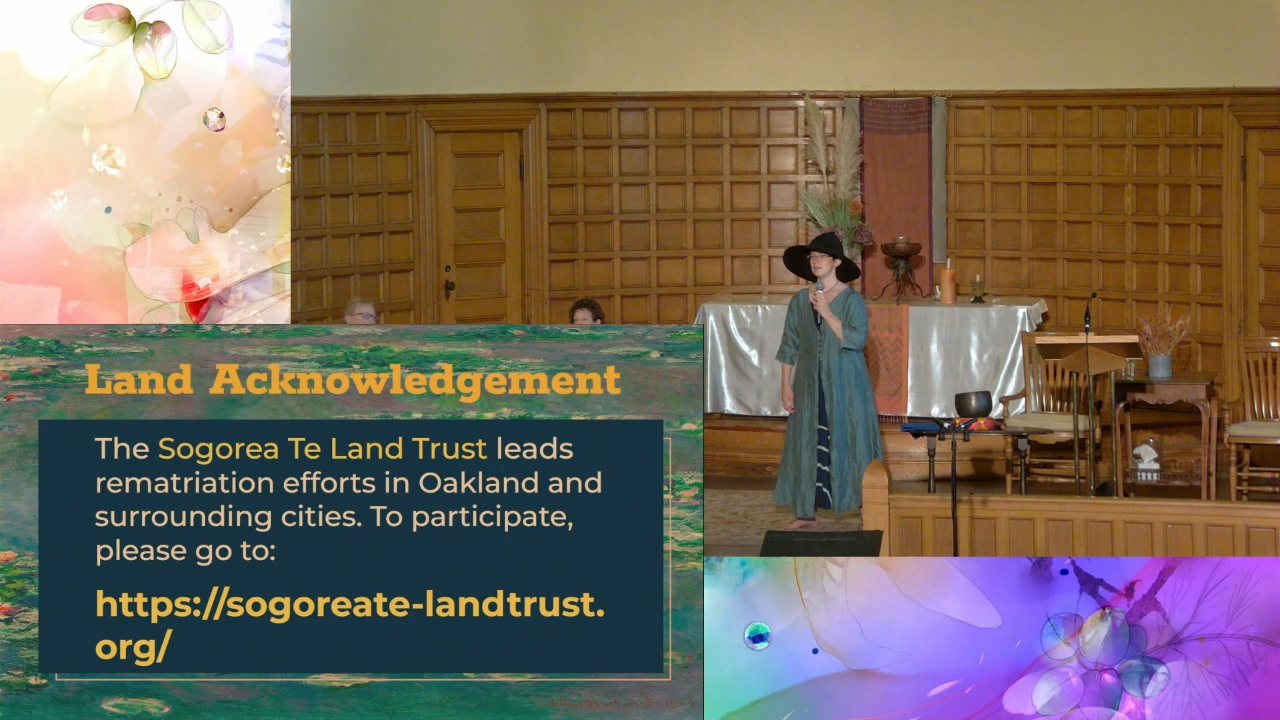 Land Acknowledgement
The Sogorea Te Land Trust leads
rematriation efforts in Oakland and
surrounding cities. To participate,
please go to:
https://sogoreate-landtrust.
org/